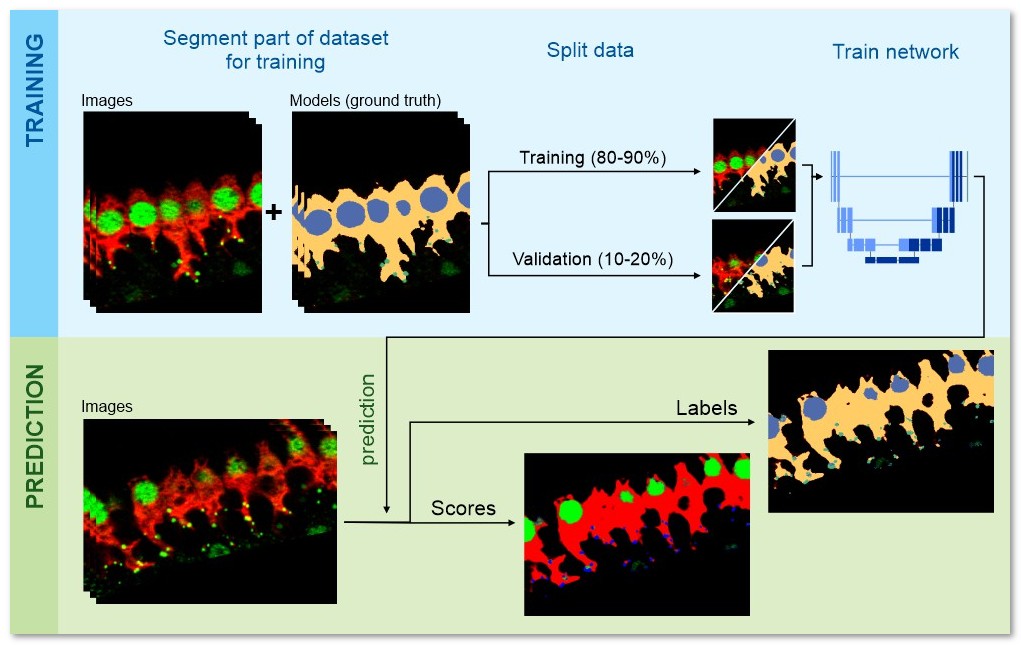 TRAINING
Segment part of dataset
for training
Split data
Train network
Images
Models (ground truth)
+
Training (80-90%)
Validation (10-20%)
PREDICTION
Images
prediction
Labels
Scores